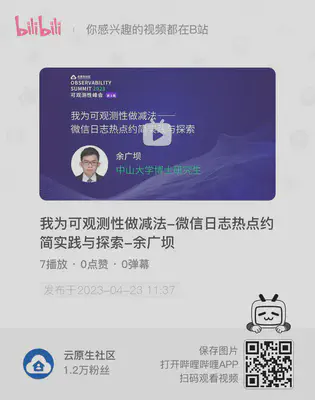 bilibili
你感兴趣的视频都在B站
OBSERVABILITY
SUMMIT 2023
可观测性峰会
我为可观测性做减法——
微信日志热点约简实践与探索
余广坝
中山大学博士研究生
我为可观测性做减法-微信日志热点约
简实践与探索-余广坝
7播放 · 0点赞 · 0弹幕
发布于2023-04-23 11:37
云原生社区
1.2万粉丝
保存图片
打开哔哩哔哩APP
扫码观看视频